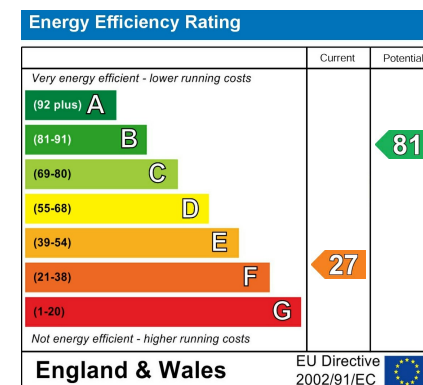 Energy Efficiency Rating
Current Potential
Very energy efficient - lower running costs
(92 plus) A
(81-91) B
81
(69-80) C
(55-68) D
(39-54) E
27
(21-38) F
(1-20) G
Not energy efficient - higher running costs
England & Wales
EU Directive
2002/91/EC